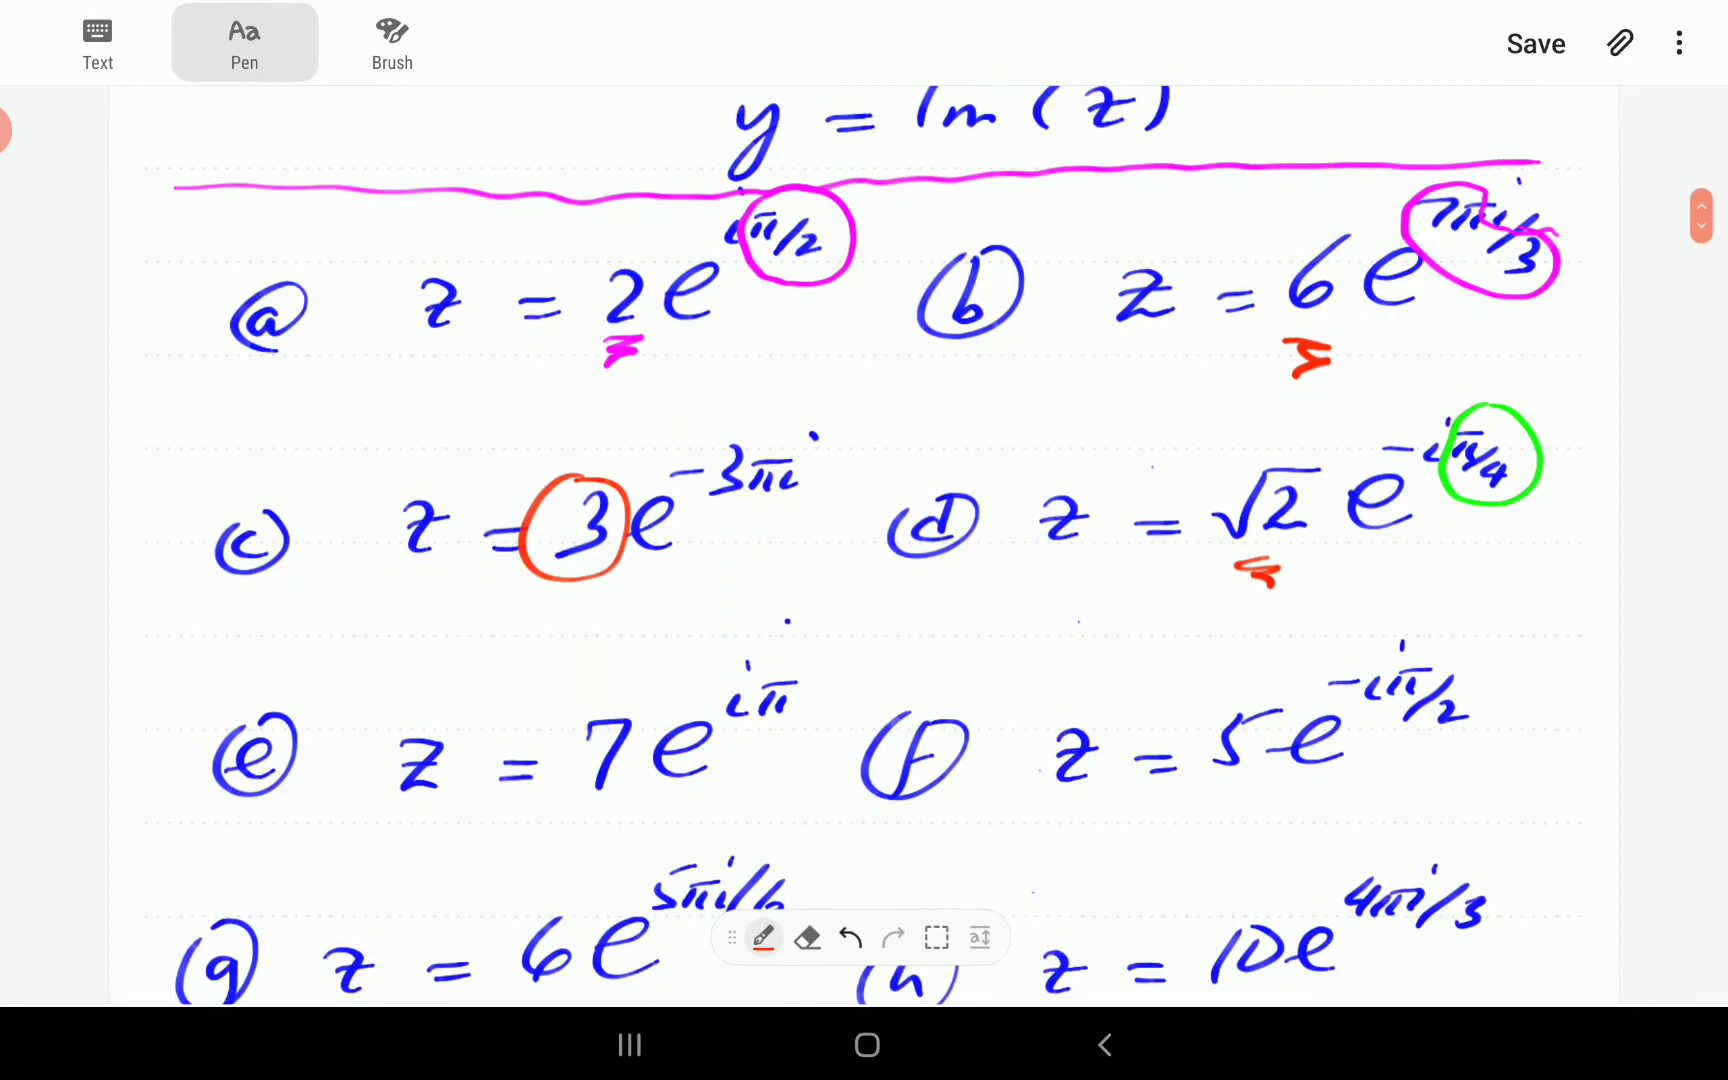 Text Pen Brush Save
y = Im (z)
(a) z = 2e^{iπ/2} (b) z = 6e^{7πi/3}
(c) z = 3e^{-3πi} (d) z = √2 e^{-iπ/4}
(e) z = 7e^{iπ} (f) z = 5e^{-iπ/2}
(g) z = 6e^{5πi/6} (h) z = 10e^{4πi/3}